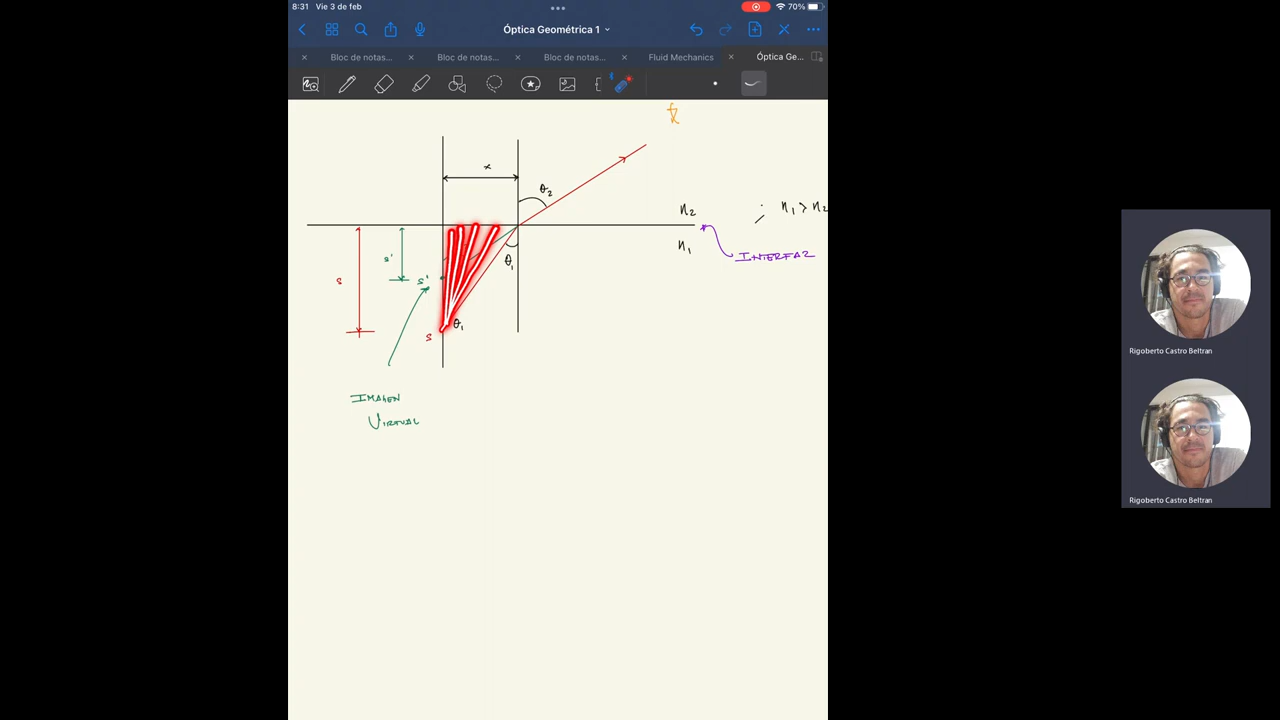 8:31 Vie 3 de feb
70%
Óptica Geométrica 1
Bloc de notas...
Bloc de notas...
Bloc de notas...
Fluid Mechanics
Óptica Ge...
x
θ₂
n₂
; n₁ > n₂
n₁
INTERFAZ
θ₁
s'
s'
s
θ₁
s
IMAGEN
VIRTUAL
Rigoberto Castro Beltran
Rigoberto Castro Beltran